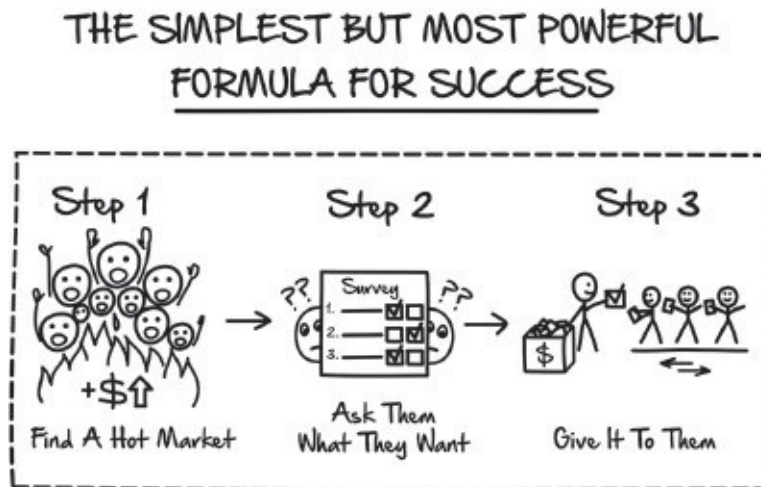 THE SIMPLEST BUT MOST POWERFUL
FORMULA FOR SUCCESS
Step 1
+$
Find A Hot Market
Step 2
??
??
Survey
1.
2.
3.
Ask Them
What They Want
Step 3
$
Give It To Them